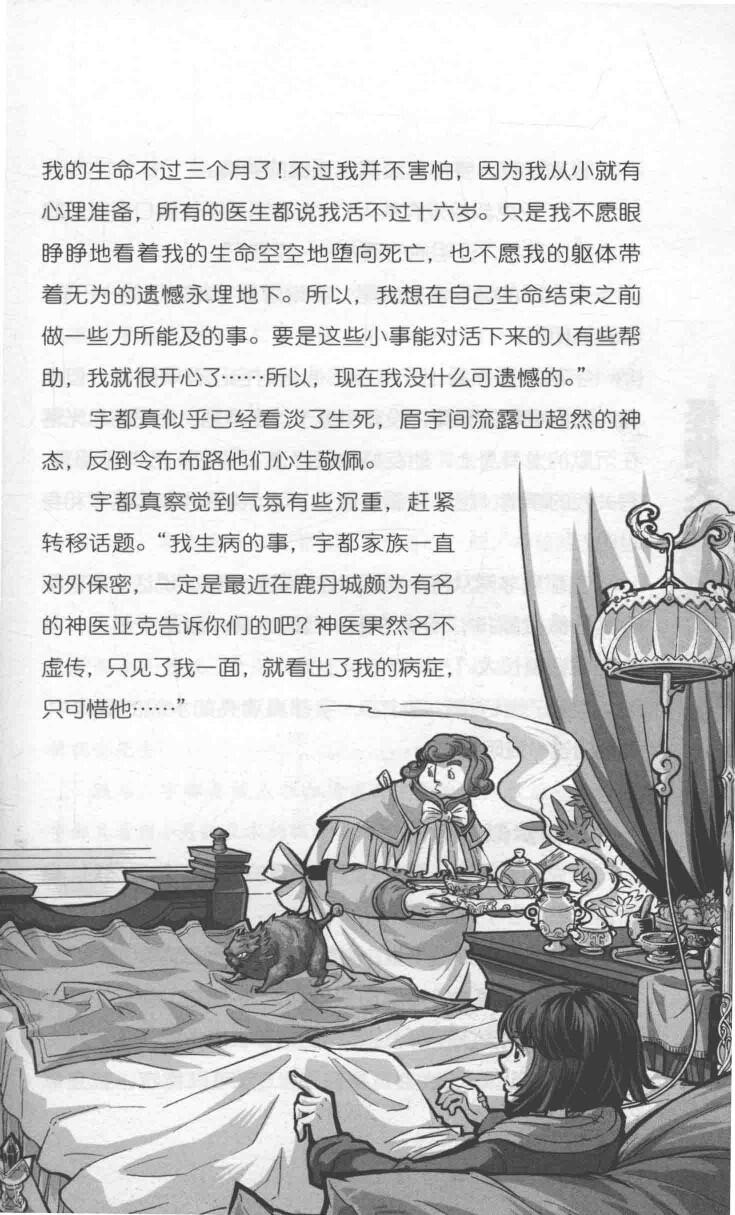 我的生命不过三个月了！不过我并不害怕，因为我从小就有
心理准备，所有的医生都说我活不过十六岁。只是我不愿眼
睁睁地看着我的生命空空地堕向死亡，也不愿我的躯体带
着无为的遗憾永埋地下。所以，我想在自己生命结束之前
做一些力所能及的事。要是这些小事能对活下来的人有些帮
助，我就很开心了……所以，现在我没什么可遗憾的。”
宇都真似乎已经看淡了生死，眉宇间流露出超然的神
态，反倒令布布路他们心生敬佩。
宇都真察觉到气氛有些沉重，赶紧
转移话题。“我生病的事，宇都家族一直
对外保密，一定是最近在鹿丹城颇为有名
的神医亚克告诉你们的吧？神医果然名不
虚传，只见了我一面，就看出了我的病症，
只可惜他……”